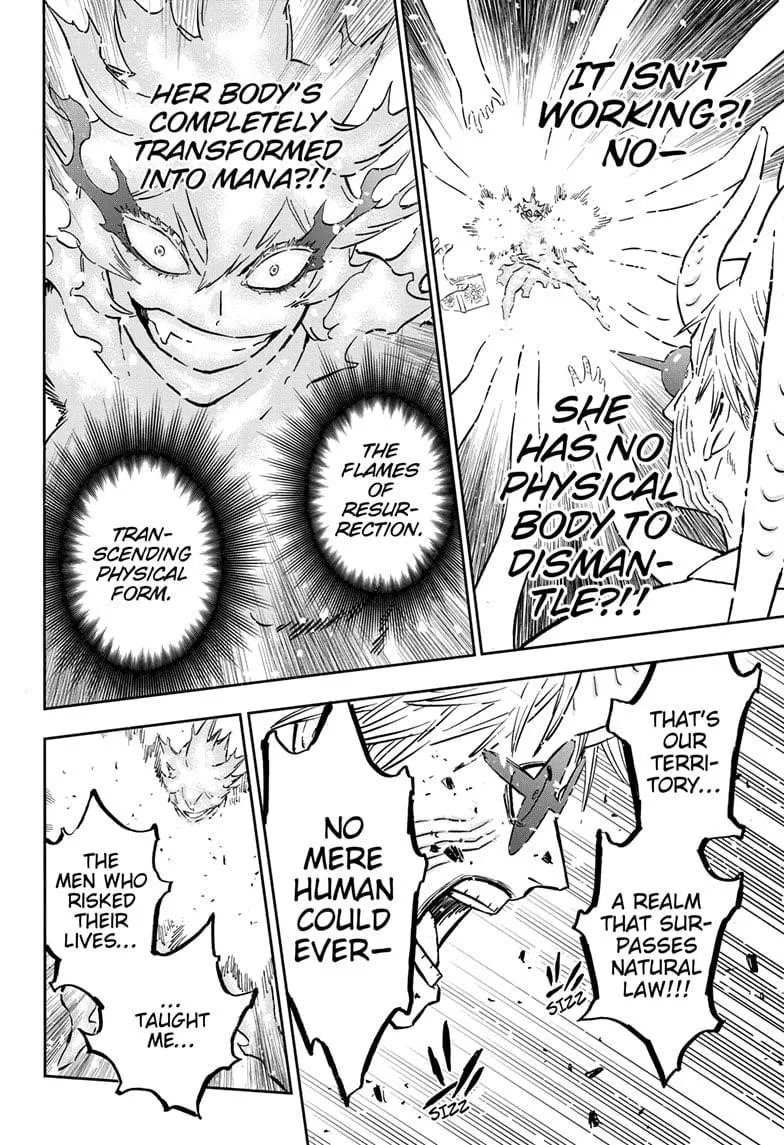 IT ISN'T
WORKING?!
NO—
SHE
HAS NO
PHYSICAL
BODY TO
DISMAN-
TLE?!!
HER BODY'S
COMPLETELY
TRANSFORMED
INTO MANA?!!
THE
FLAMES
OF
RESUR-
RECTION.
TRAN-
SCENDING
PHYSICAL
FORM.
THAT'S
OUR
TERRI-
TORY...
A REALM
THAT SUR-
PASSES
NATURAL
LAW!!!
SIZZ
NO
MERE
HUMAN
COULD
EVER—
SIZZ
THE
MEN WHO
RISKED
THEIR
LIVES...
...
TAUGHT
ME...